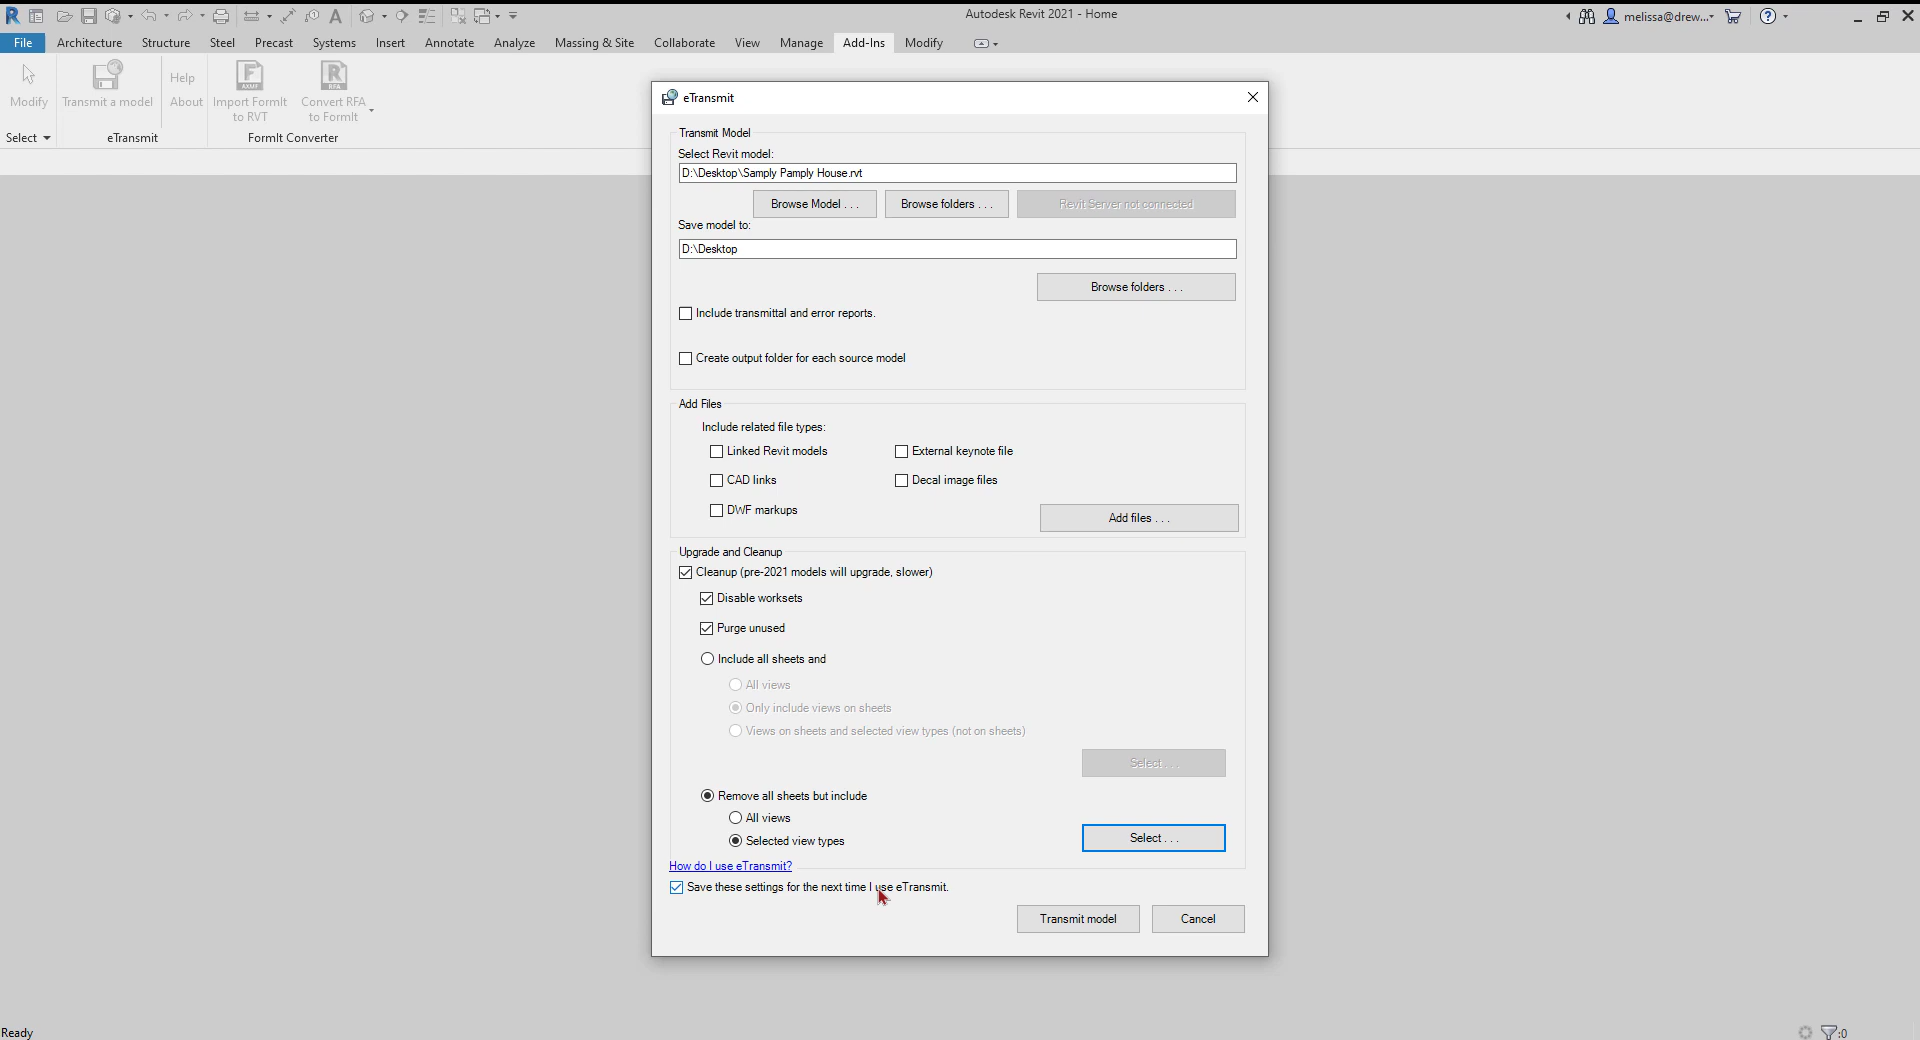 Autodesk Revit 2021 - Home
melissa@drew...
File Architecture Structure Steel Precast Systems Insert Annotate Analyze Massing & Site Collaborate View Manage Add-Ins Modify
Modify
Transmit a model
Help
About
Import FormIt
to RVT
Convert RFA
to FormIt
Select
eTransmit
FormIt Converter
eTransmit
Transmit Model
Select Revit model:
D:\Desktop\Samply Pamply House.rvt
Browse Model . . . Browse folders . . . Revit Server not connected
Save model to:
D:\Desktop
Browse folders . . .
Include transmittal and error reports.
Create output folder for each source model
Add Files
Include related file types:
Linked Revit models External keynote file
CAD links Decal image files
DWF markups
Add files . . .
Upgrade and Cleanup
Cleanup (pre-2021 models will upgrade, slower)
Disable worksets
Purge unused
Include all sheets and
All views
Only include views on sheets
Views on sheets and selected view types (not on sheets)
Select . . .
Remove all sheets but include
All views
Selected view types
Select . . .
How do I use eTransmit?
Save these settings for the next time I use eTransmit.
Transmit model Cancel
Ready
:0